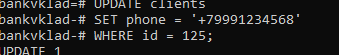 bankvklad=# UPDATE clients
bankvklad-# SET phone = '+79991234568'
bankvklad-# WHERE id = 125;
UPDATE 1